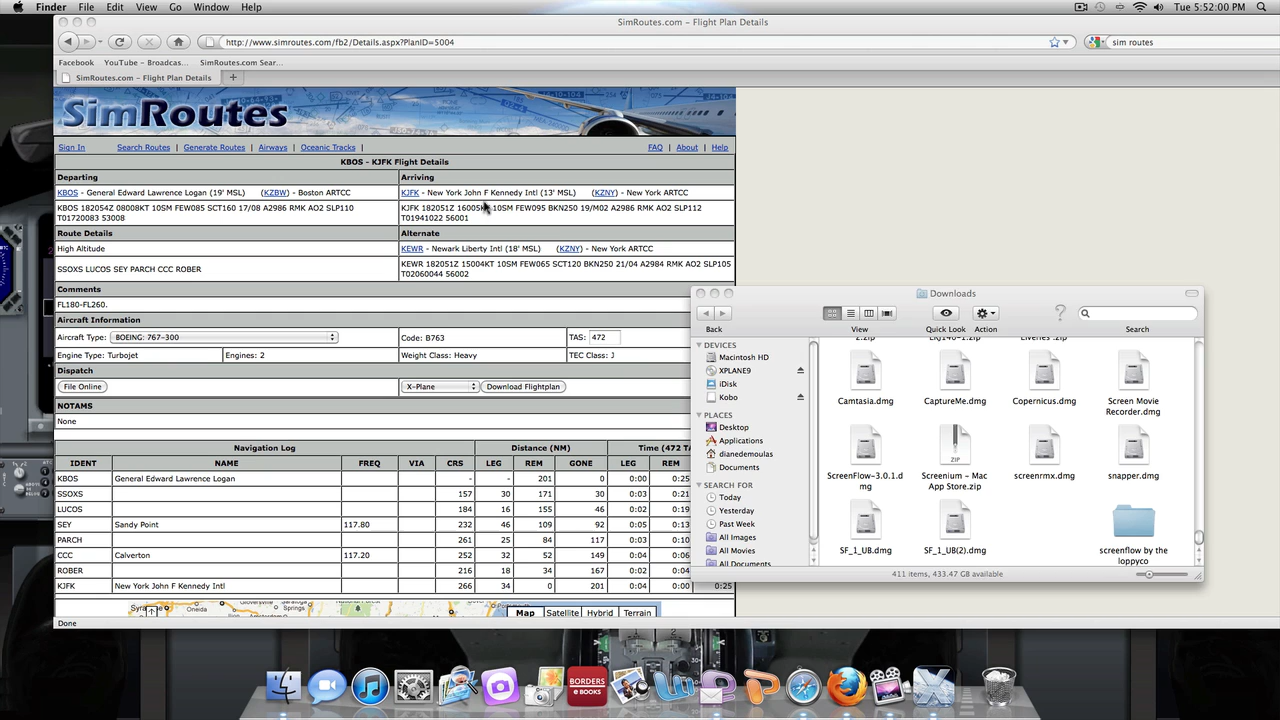 Finder File Edit View Go Window Help Tue 5:52:00 PM
SimRoutes.com — Flight Plan Details
http://www.simroutes.com/fb2/Details.aspx?PlanID=5004 sim routes
Facebook YouTube – Broadcas... SimRoutes.com Sear...
SimRoutes.com – Flight Plan Details
SimRoutes
Sign In Search Routes | Generate Routes | Airways | Oceanic Tracks | FAQ | About | Help
KBOS - KJFK Flight Details
Departing Arriving
KBOS - General Edward Lawrence Logan (19' MSL) (KZBW) - Boston ARTCC KJFK - New York John F Kennedy Intl (13' MSL) (KZNY) - New York ARTCC
KBOS 182054Z 08008KT 10SM FEW085 SCT160 17/08 A2986 RMK AO2 SLP110 KJFK 182051Z 10SM FEW095 BKN250 19/M02 A2986 RMK AO2 SLP112
T01720083 53008 T01941022 56001
Route Details Alternate
High Altitude KEWR - Newark Liberty Intl (18' MSL) (KZNY) - New York ARTCC
SSOXS LUCOS SEY PARCH CCC ROBER KEWR 182051Z 15004KT 10SM FEW065 SCT120 BKN250 21/04 A2984 RMK AO2 SLP105
T02060044 56002
Comments
FL180-FL260.
Aircraft Information
Aircraft Type: BOEING: 767-300 Code: B763 TAS: 472
Engine Type: Turbojet Engines: 2 Weight Class: Heavy TEC Class: J
Dispatch
File Online X-Plane Download Flightplan
NOTAMS
None
Navigation Log Distance (NM) Time (472 TA
IDENT NAME FREQ VIA CRS LEG REM GONE LEG REM
KBOS General Edward Lawrence Logan - - 201 0 0:00 0:25
SSOXS 157 30 171 30 0:03 0:21
LUCOS 184 16 155 46 0:02 0:19
SEY Sandy Point 117.80 232 46 109 92 0:05 0:13
PARCH 261 25 84 117 0:03 0:10
CCC Calverton 117.20 252 32 52 149 0:04 0:06
ROBER 216 18 34 167 0:02 0:04
KJFK New York John F Kennedy Intl 266 34 0 201 0:04 0:00 0:25
Oneida Saratoga Springs
Map Satellite Hybrid Terrain
Done
Downloads
Back View Quick Look Action Search
DEVICES
Macintosh HD
XPLANE9
iDisk
Kobo
PLACES
Desktop
Applications
dianedemoulas
Documents
SEARCH FOR
Today
Yesterday
Past Week
All Images
All Movies
All Documents
Camtasia.dmg CaptureMe.dmg Copernicus.dmg Screen Movie
Recorder.dmg
ZIP
ScreenFlow-3.0.1.d Screenium – Mac screenrmx.dmg snapper.dmg
mg App Store.zip
SF_1_UB.dmg SF_1_UB(2).dmg screenflow by the
loppyco
411 items, 433.47 GB available
BORDERS
eBOOKS